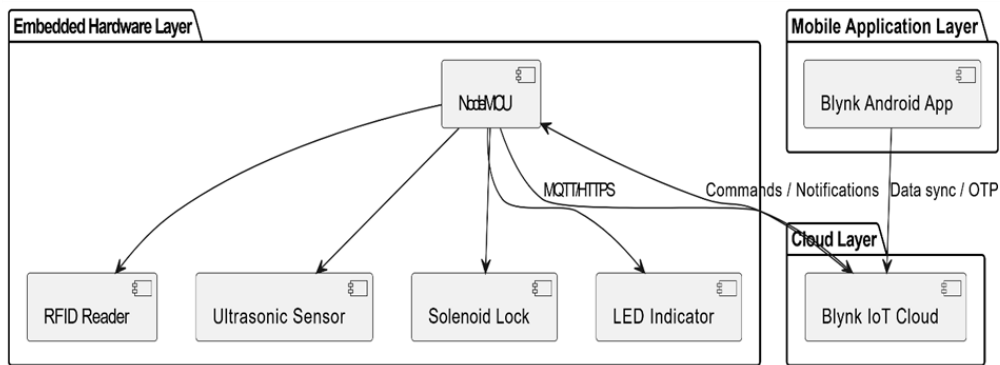 Embedded Hardware Layer
Mobile Application Layer
NodeMCU
Blynk Android App
MQTT/HTTPS
Commands / Notifications
Data sync / OTP
Cloud Layer
RFID Reader
Ultrasonic Sensor
Solenoid Lock
LED Indicator
Blynk IoT Cloud